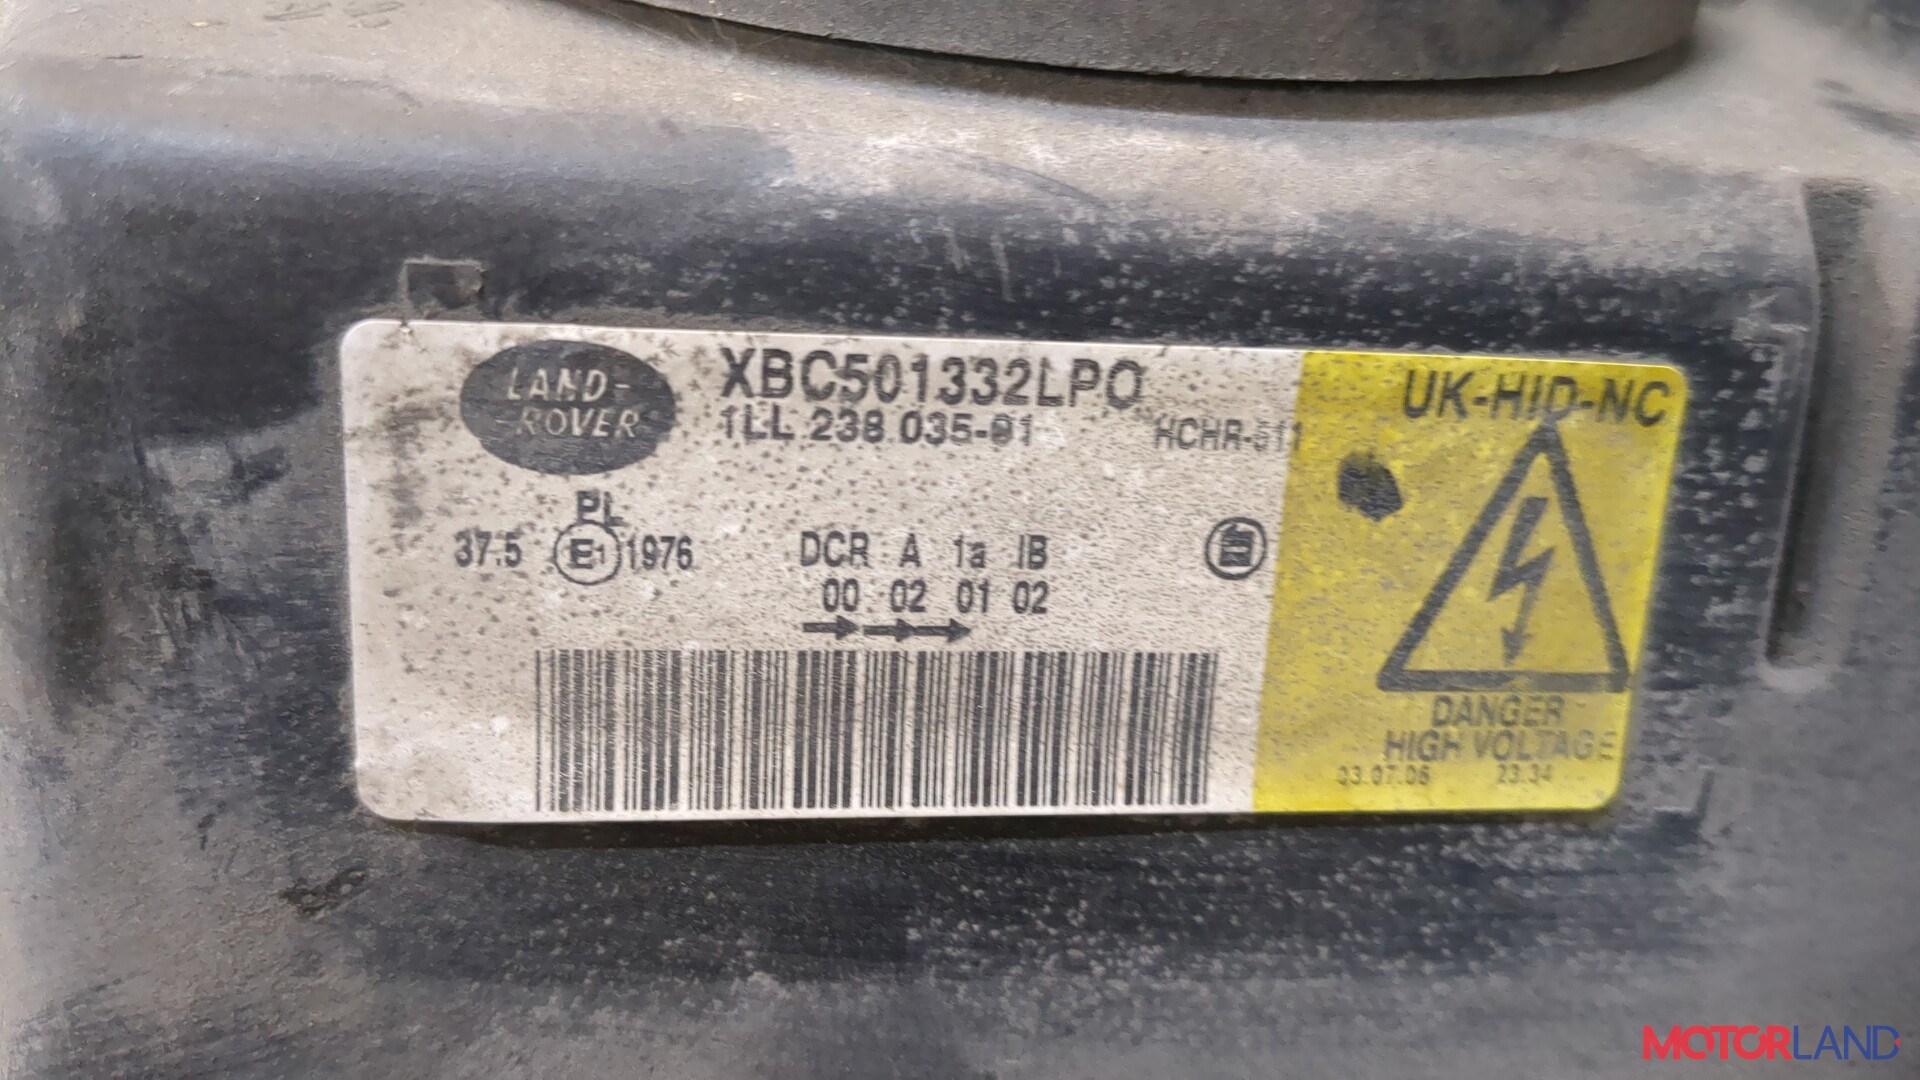 LAND-
-ROVER
XBC501332LPO
1LL 238 035-01
HCHR-511
UK-HID-NC
PL
37.5 E1 1976 DCR A 1a IB
00 02 01 02
DANGER
HIGH VOLTAGE
03.07.06 23.34
MOTORLAND